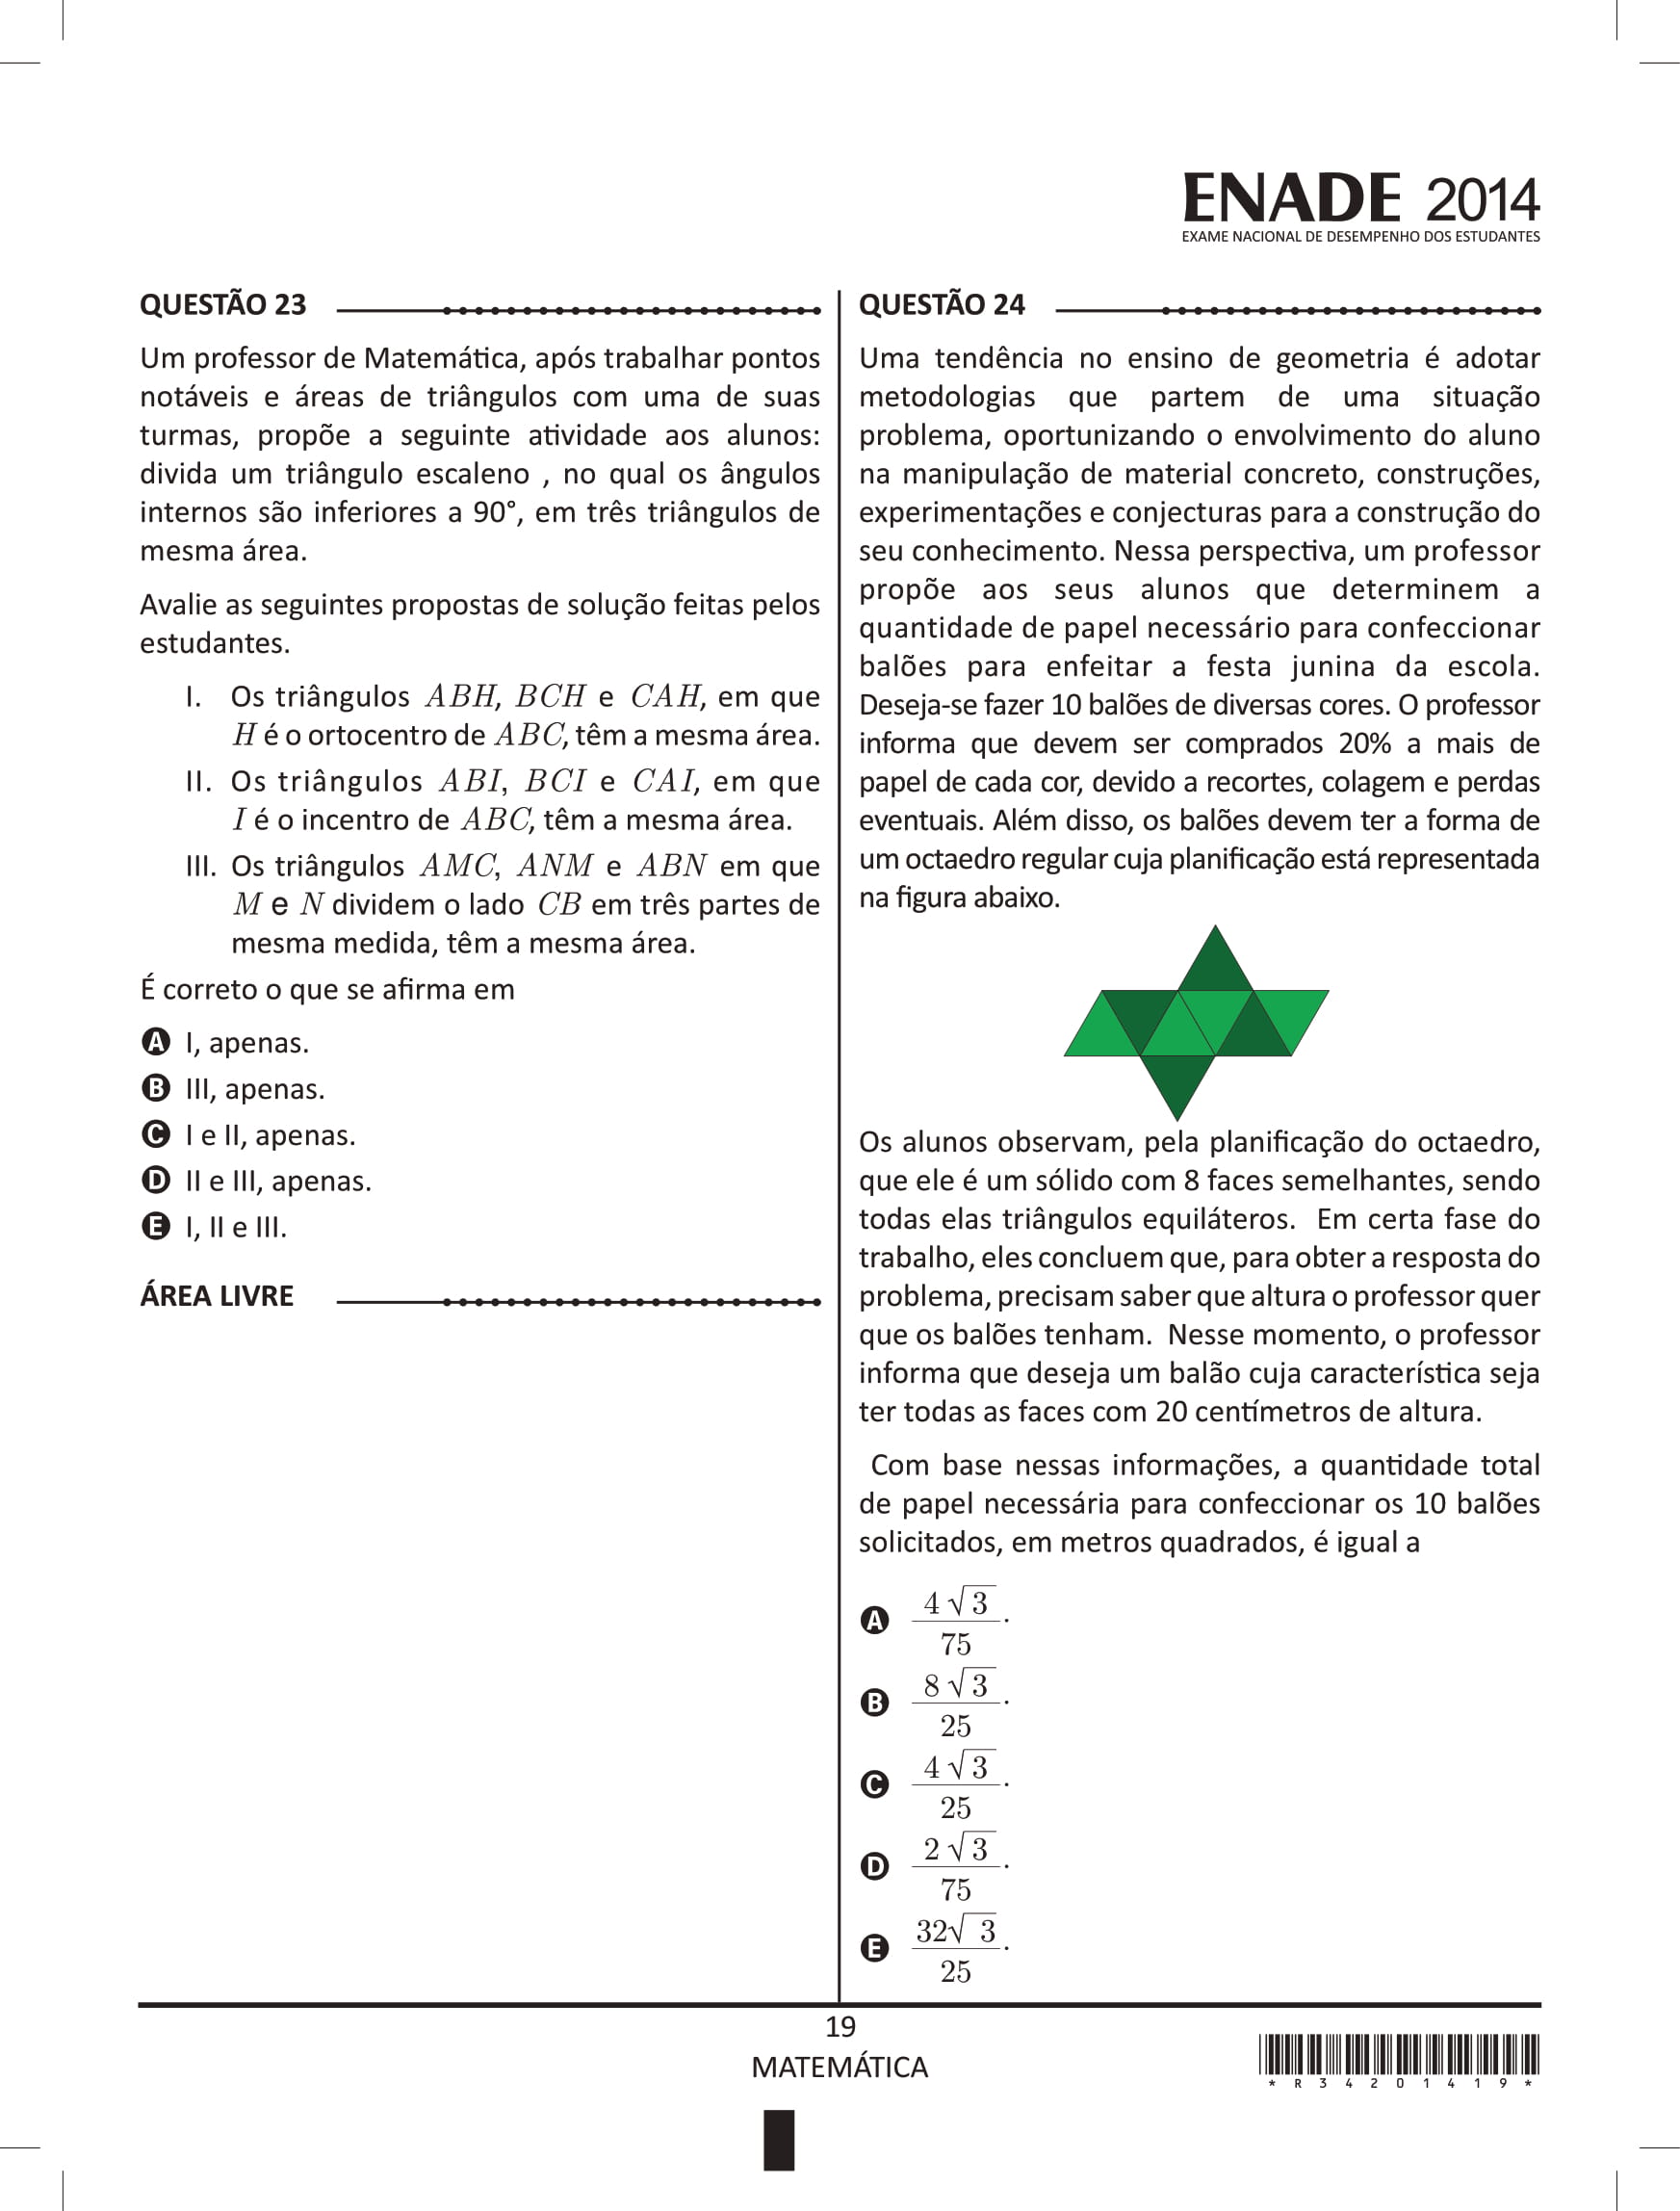 ENADE 2014
EXAME NACIONAL DE DESEMPENHO DOS ESTUDANTES
QUESTÃO 23
Um professor de Matemática, após trabalhar pontos
notáveis e áreas de triângulos com uma de suas
turmas, propõe a seguinte atividade aos alunos:
divida um triângulo escaleno , no qual os ângulos
internos são inferiores a 90°, em três triângulos de
mesma área.
Avalie as seguintes propostas de solução feitas pelos
estudantes.
I. Os triângulos ABH, BCH e CAH, em que
H é o ortocentro de ABC, têm a mesma área.
II. Os triângulos ABI, BCI e CAI, em que
I é o incentro de ABC, têm a mesma área.
III. Os triângulos AMC, ANM e ABN em que
M e N dividem o lado CB em três partes de
mesma medida, têm a mesma área.
É correto o que se afirma em
A I, apenas.
B III, apenas.
C I e II, apenas.
D II e III, apenas.
E I, II e III.
ÁREA LIVRE
QUESTÃO 24
Uma tendência no ensino de geometria é adotar
metodologias que partem de uma situação
problema, oportunizando o envolvimento do aluno
na manipulação de material concreto, construções,
experimentações e conjecturas para a construção do
seu conhecimento. Nessa perspectiva, um professor
propõe aos seus alunos que determinem a
quantidade de papel necessário para confeccionar
balões para enfeitar a festa junina da escola.
Deseja-se fazer 10 balões de diversas cores. O professor
informa que devem ser comprados 20% a mais de
papel de cada cor, devido a recortes, colagem e perdas
eventuais. Além disso, os balões devem ter a forma de
um octaedro regular cuja planificação está representada
na figura abaixo.
Os alunos observam, pela planificação do octaedro,
que ele é um sólido com 8 faces semelhantes, sendo
todas elas triângulos equiláteros. Em certa fase do
trabalho, eles concluem que, para obter a resposta do
problema, precisam saber que altura o professor quer
que os balões tenham. Nesse momento, o professor
informa que deseja um balão cuja característica seja
ter todas as faces com 20 centímetros de altura.
Com base nessas informações, a quantidade total
de papel necessária para confeccionar os 10 balões
solicitados, em metros quadrados, é igual a
A 4√3/75.
B 8√3/25.
C 4√3/25.
D 2√3/75.
E 32√3/25.
19
MATEMÁTICA
* R 3 4 2 0 1 4 1 9 *